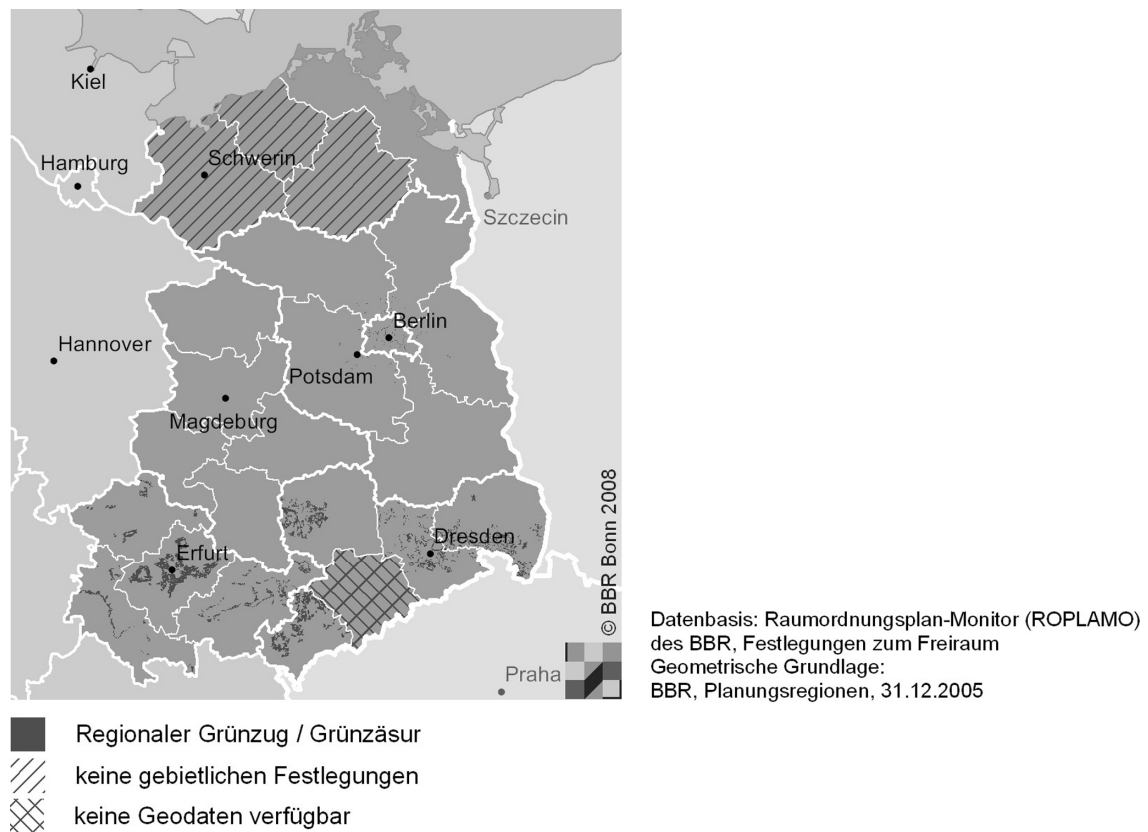 Kiel
Hamburg
Schwerin
Szczecin
Berlin
Hannover
Potsdam
Magdeburg
Dresden
Erfurt
Praha
© BBR Bonn 2008
Datenbasis: Raumordnungsplan-Monitor (ROPLAMO)
des BBR, Festlegungen zum Freiraum
Geometrische Grundlage:
BBR, Planungsregionen, 31.12.2005
Regionaler Grünzug / Grünzäsur
keine gebietlichen Festlegungen
keine Geodaten verfügbar